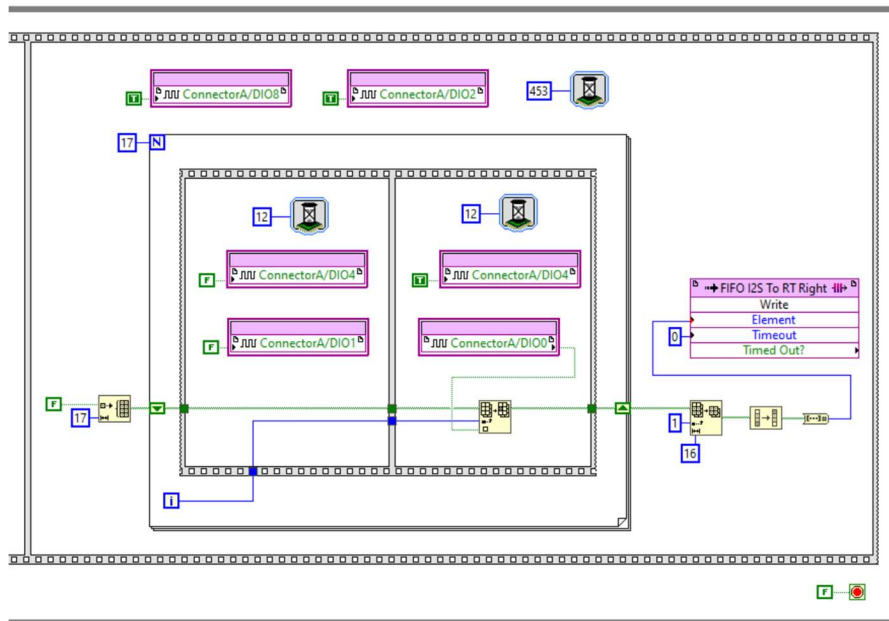 T ConnectorA/DIO8 T ConnectorA/DIO2 453
17 N
12 12
F ConnectorA/DIO4 T ConnectorA/DIO4
F ConnectorA/DIO1 ConnectorA/DIO0
FIFO I2S To RT Right
Write
Element
0 Timeout
Timed Out?
F
17
1
16
i
F